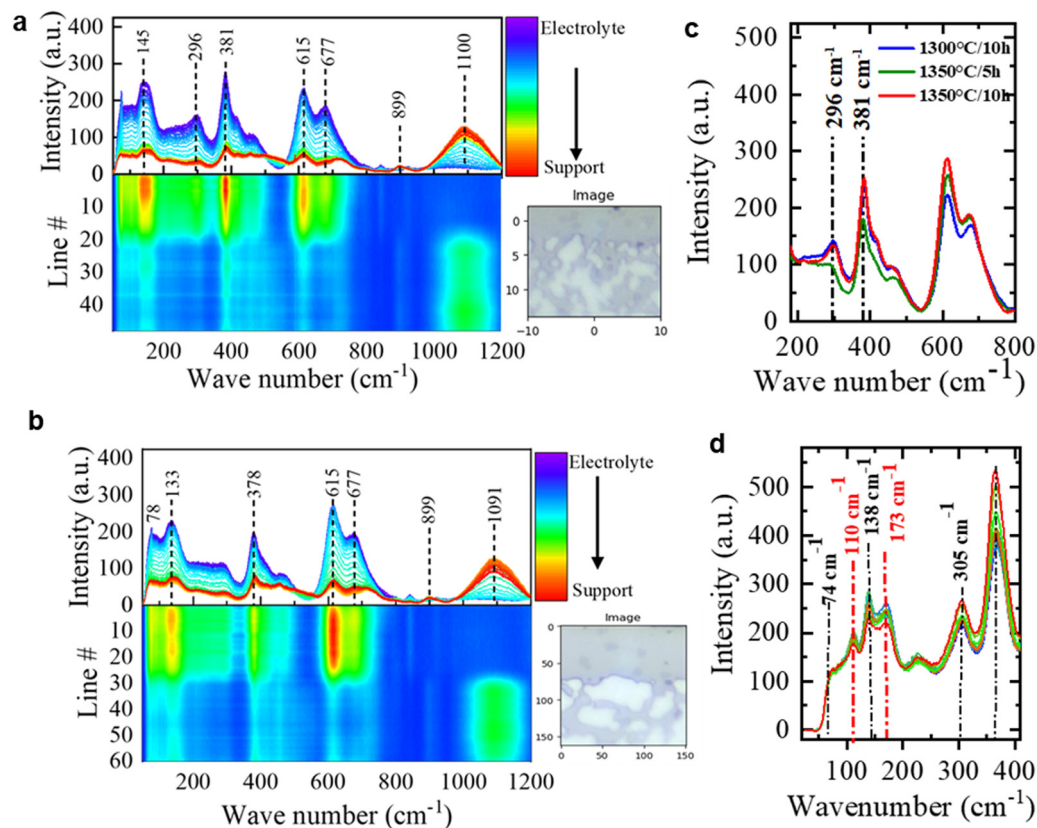 a
400
300
200
100
0
Intensity (a.u.)
145
296
381
615
677
899
1100
Electrolyte
Support
10
20
30
40
Line #
200 400 600 800 1000 1200
Wave number (cm⁻¹)
Image
0
5
10
−10 0 10
b
400
300
200
100
0
Intensity (a.u.)
78
133
378
615
677
899
1091
Electrolyte
Support
10
20
30
40
50
60
Line #
200 400 600 800 1000 1200
Wave number (cm⁻¹)
Image
0
25
50
75
100
125
150
0 50 100 150
c
500
400
300
200
100
0
Intensity (a.u.)
296 cm⁻¹
381 cm⁻¹
1300°C/10h
1350°C/5h
1350°C/10h
200 400 600 800
Wave number (cm⁻¹)
d
500
400
300
200
100
0
Intensity (a.u.)
74 cm⁻¹
110 cm⁻¹
138 cm⁻¹
173 cm⁻¹
305 cm⁻¹
100 200 300 400
Wavenumber (cm⁻¹)